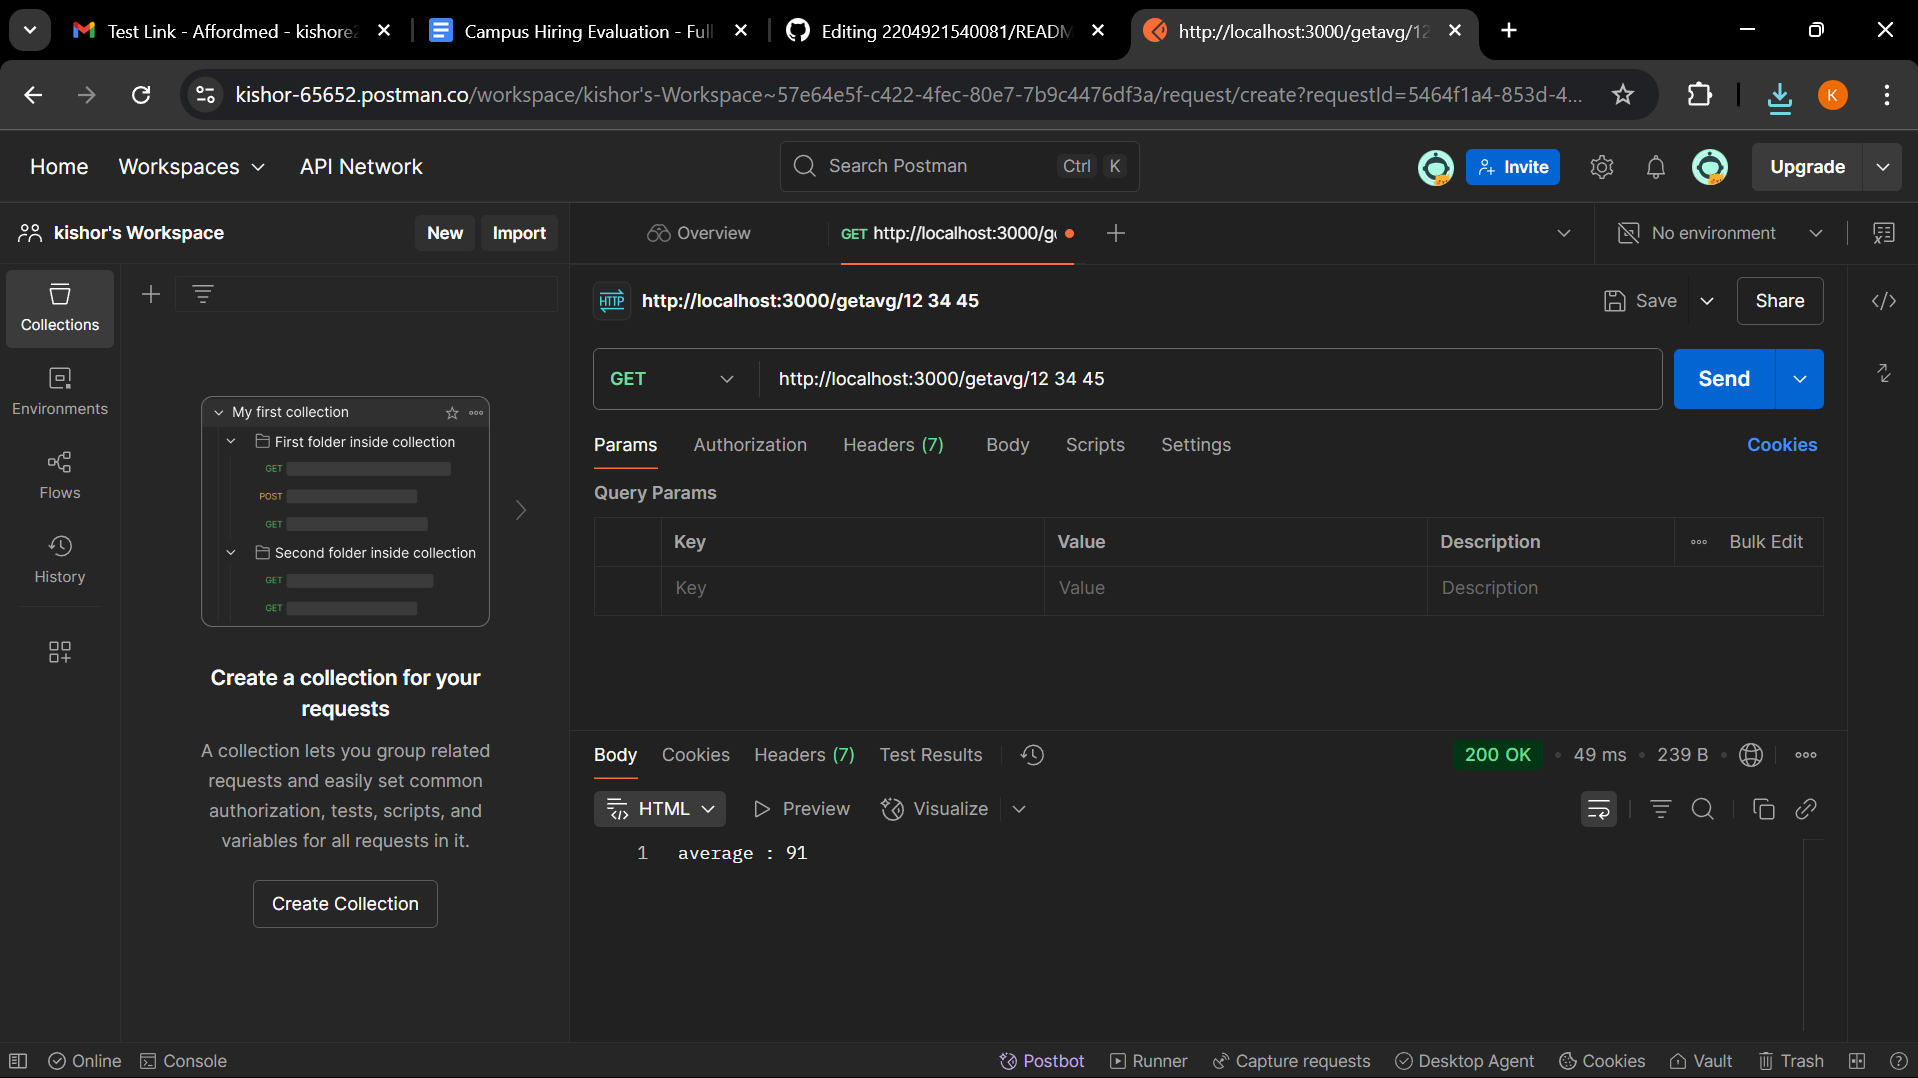 Test Link - Affordmed - kishore2
Campus Hiring Evaluation - Full
Editing 2204921540081/READM
http://localhost:3000/getavg/12
kishor-65652.postman.co/workspace/kishor's-Workspace~57e64e5f-c422-4fec-80e7-7b9c4476df3a/request/create?requestId=5464f1a4-853d-4...
K
Home
Workspaces
API Network
Search Postman
Ctrl K
Invite
Upgrade
kishor's Workspace
New
Import
Overview
GET http://localhost:3000/g
No environment
Collections
Environments
Flows
History
My first collection
First folder inside collection
GET
POST
GET
Second folder inside collection
GET
GET
Create a collection for your
requests
A collection lets you group related
requests and easily set common
authorization, tests, scripts, and
variables for all requests in it.
Create Collection
HTTP
http://localhost:3000/getavg/12 34 45
Save
Share
GET
http://localhost:3000/getavg/12 34 45
Send
Params
Authorization
Headers (7)
Body
Scripts
Settings
Cookies
Query Params
Key
Value
Description
Bulk Edit
Key
Value
Description
Body
Cookies
Headers (7)
Test Results
200 OK
49 ms
239 B
HTML
Preview
Visualize
1 average : 91
Online
Console
Postbot
Runner
Capture requests
Desktop Agent
Cookies
Vault
Trash